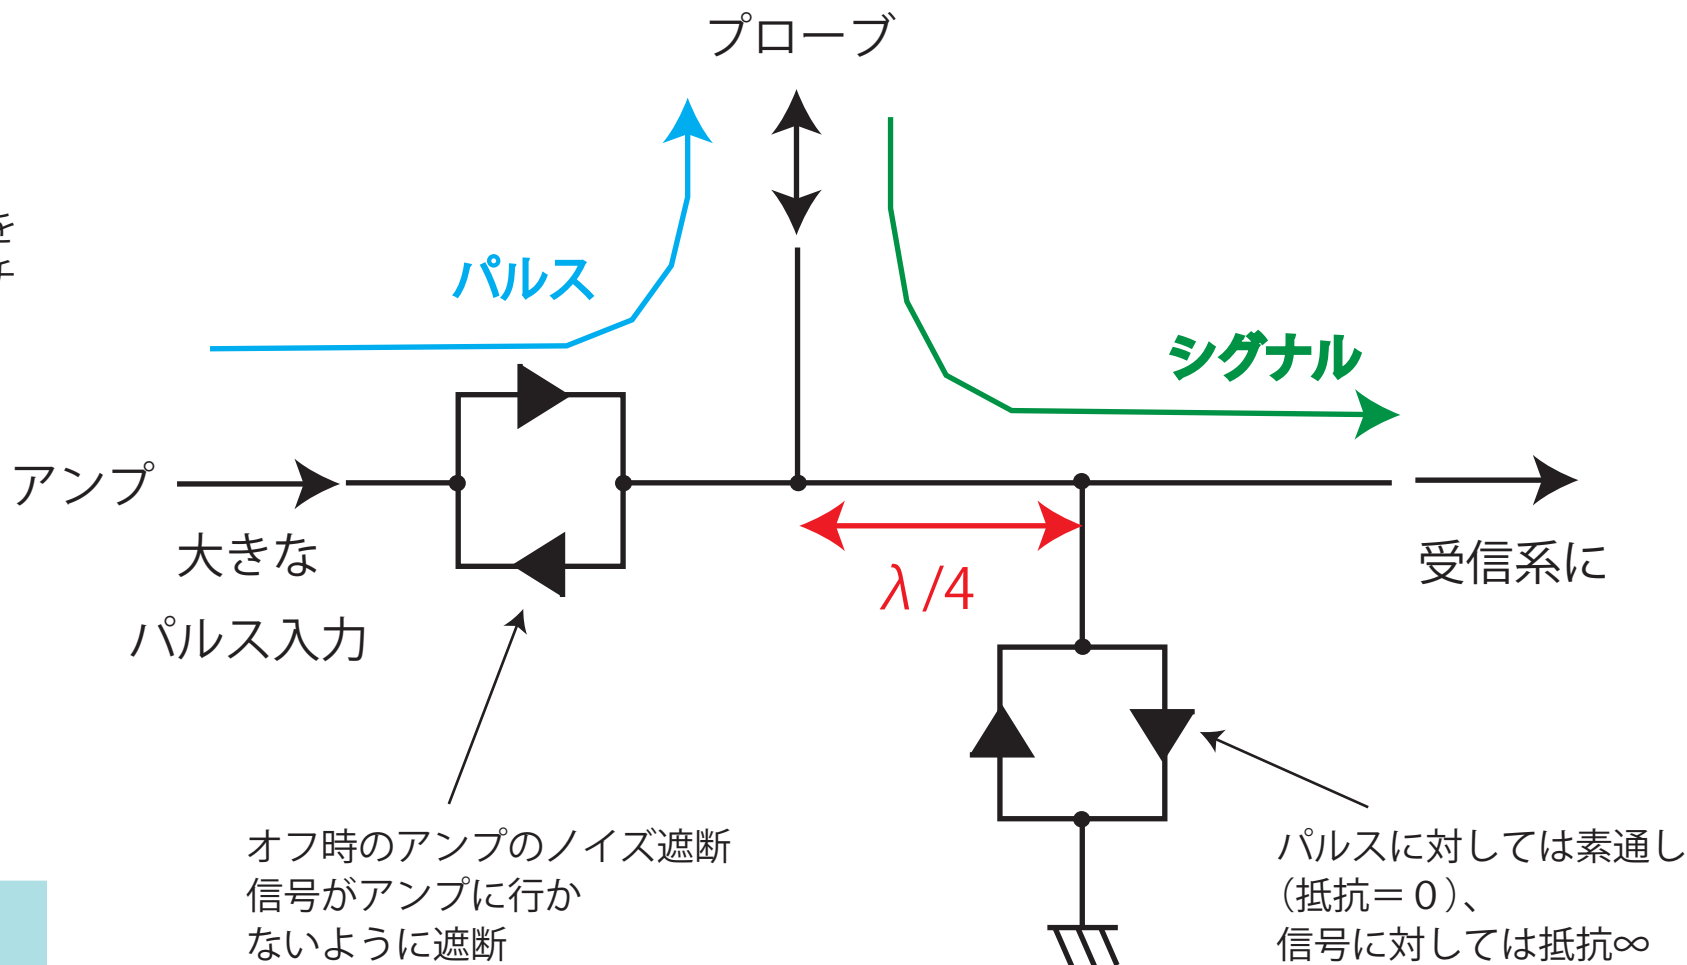 プローブ
を
パルス
シグナル
アンプ
大きな
パルス入力
λ/4
受信系に
オフ時のアンプのノイズ遮断
信号がアンプに行か
ないように遮断
パルスに対しては素通し
（抵抗＝０）、
信号に対しては抵抗∞